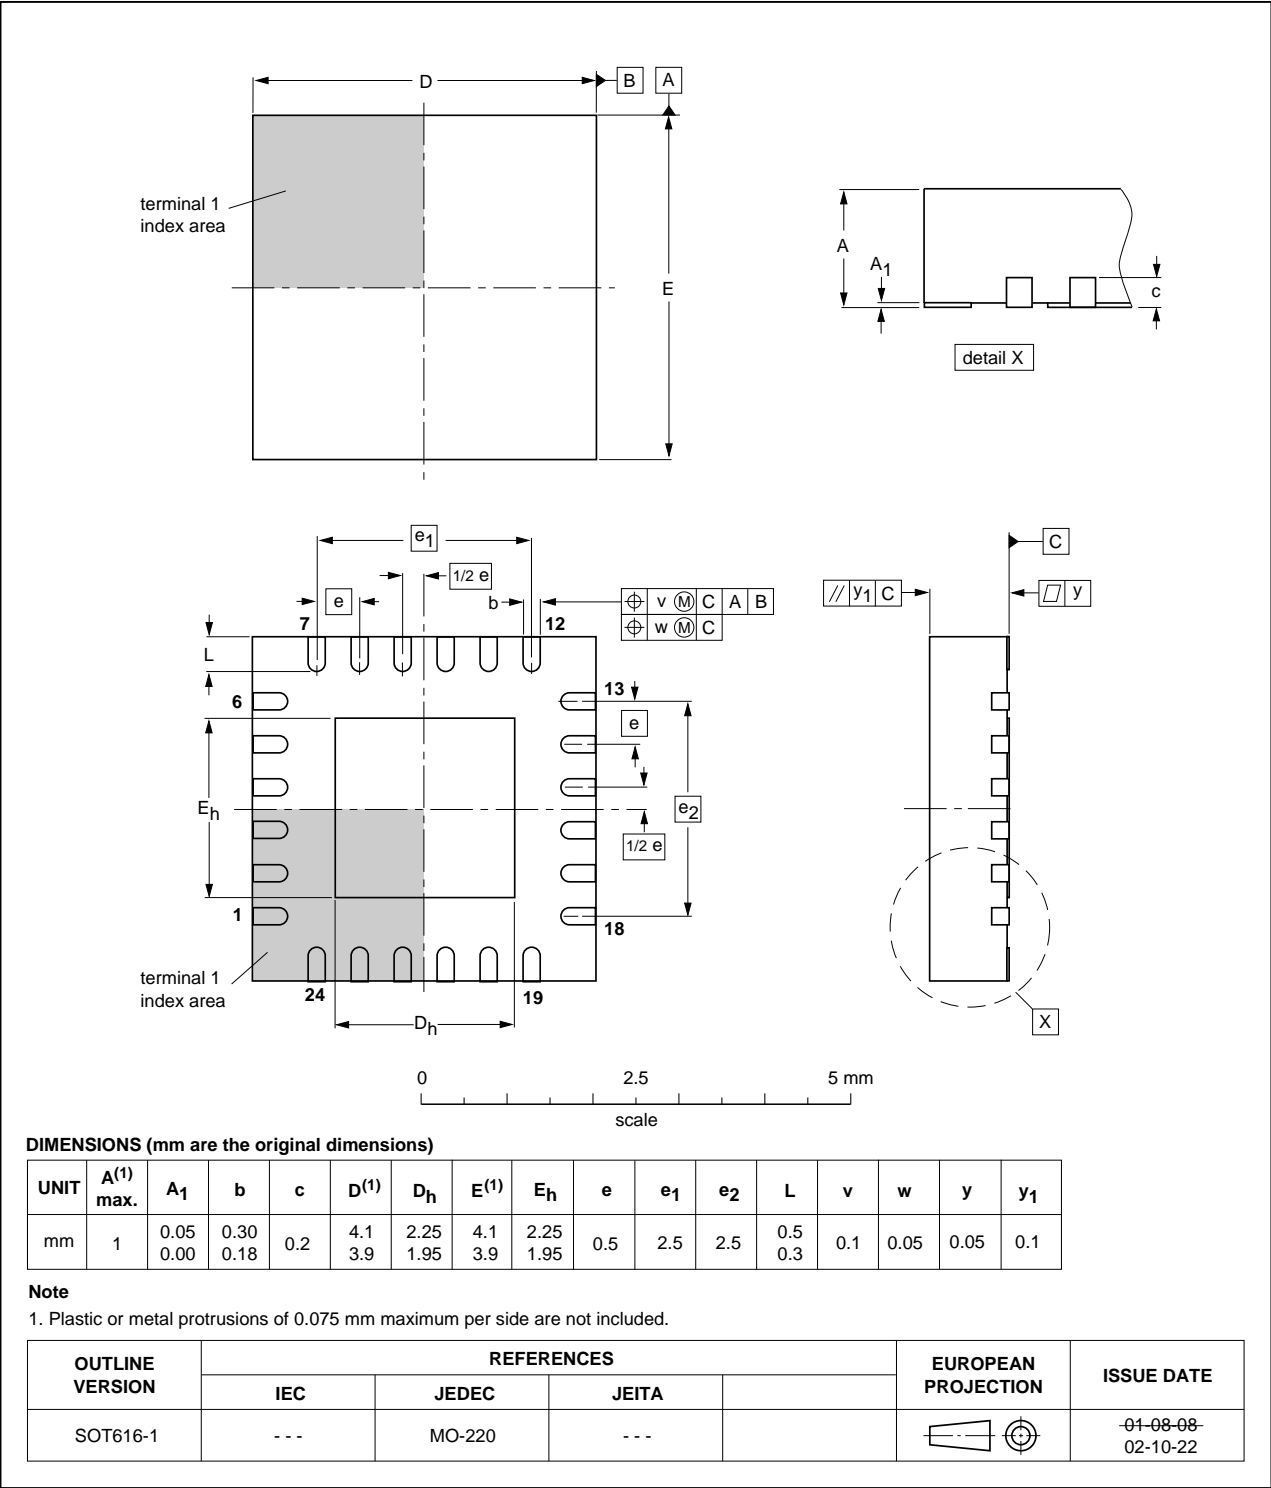 D
B
A
terminal 1
index area
E
A
A1
c
detail X
e1
1/2 e
e
b
v Ⓜ C A B
w Ⓜ C
7
12
L
6
13
e
Eh
e2
1/2 e
1
18
terminal 1
index area
24
19
Dh
C
// y1 C
y
X
0 2.5 5 mm
scale
DIMENSIONS (mm are the original dimensions)
UNIT A(1) max. A1 b c D(1) Dh E(1) Eh e e1 e2 L v w y y1
mm 1 0.05 0.00 0.30 0.18 0.2 4.1 3.9 2.25 1.95 4.1 3.9 2.25 1.95 0.5 2.5 2.5 0.5 0.3 0.1 0.05 0.05 0.1
Note
1. Plastic or metal protrusions of 0.075 mm maximum per side are not included.
OUTLINE VERSION
REFERENCES
IEC JEDEC JEITA
EUROPEAN PROJECTION
ISSUE DATE
SOT616-1 - - - MO-220 - - -
01-08-08
02-10-22